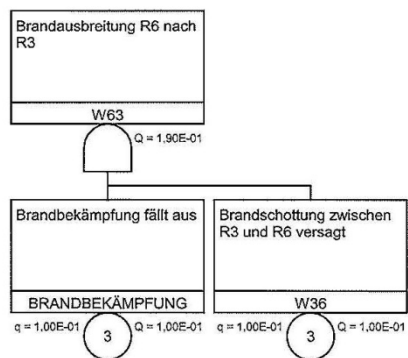 Brandausbreitung R6 nach
R3
W63
Q = 1,90E-01
Brandbekämpfung fällt aus
BRANDBEKÄMPFUNG
q = 1,00E-01
Q = 1,00E-01
3
Brandschottung zwischen
R3 und R6 versagt
W36
q = 1,00E-01
Q = 1,00E-01
3